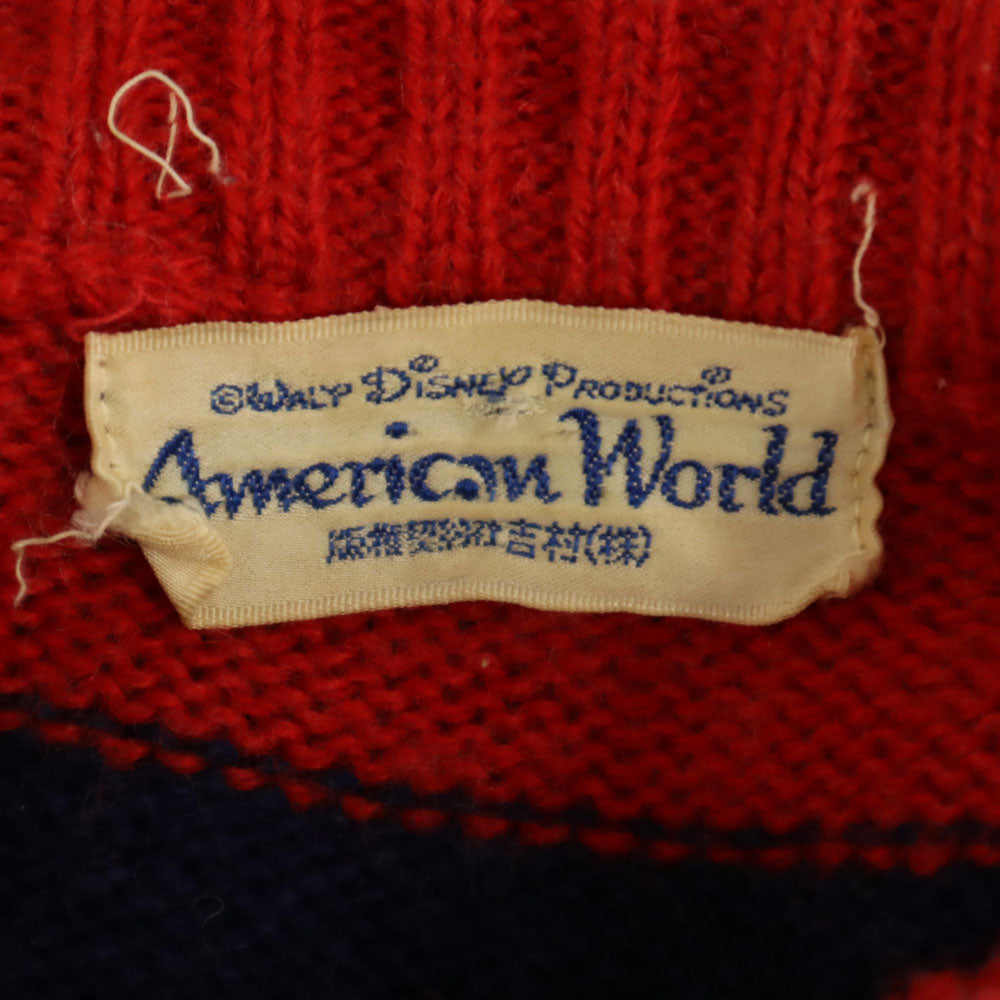 ©WALT DISNEY PRODUCTIONS
American World
版権契約社吉村(株)